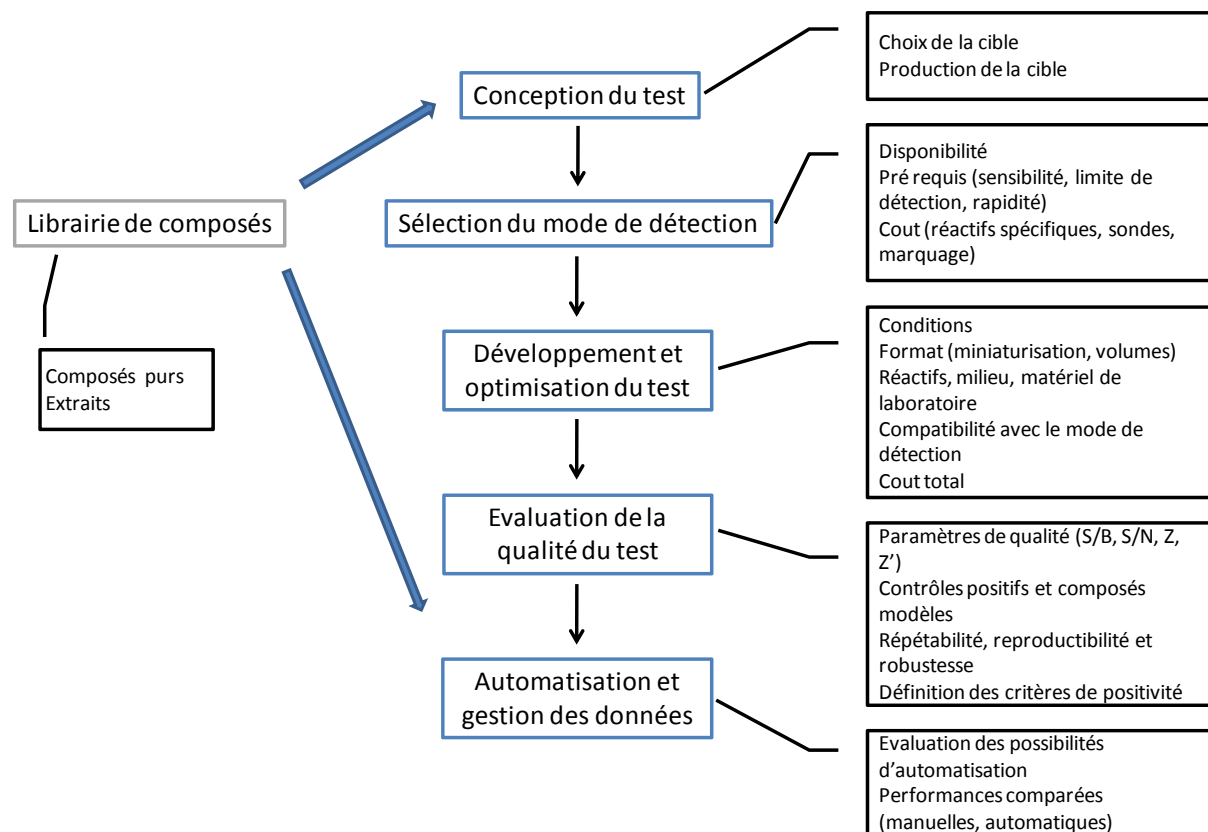 Choix de la cible
Production de la cible
Conception du test
Disponibilité
Pré requis (sensibilité, limite de
détection, rapidité)
Cout (réactifs spécifiques, sondes,
marquage)
Librairie de composés
Sélection du mode de détection
Composés purs
Extraits
Développement et
optimisation du test
Conditions
Format (miniaturisation, volumes)
Réactifs, milieu, matériel de
laboratoire
Compatibilité avec le mode de
détection
Cout total
Evaluation de la
qualité du test
Paramètres de qualité (S/B, S/N, Z,
Z’)
Contrôles positifs et composés
modèles
Répétabilité, reproductibilité et
robustesse
Définition des critères de positivité
Automatisation et
gestion des données
Evaluation des possibilités
d’automatisation
Performances comparées
(manuelles, automatiques)